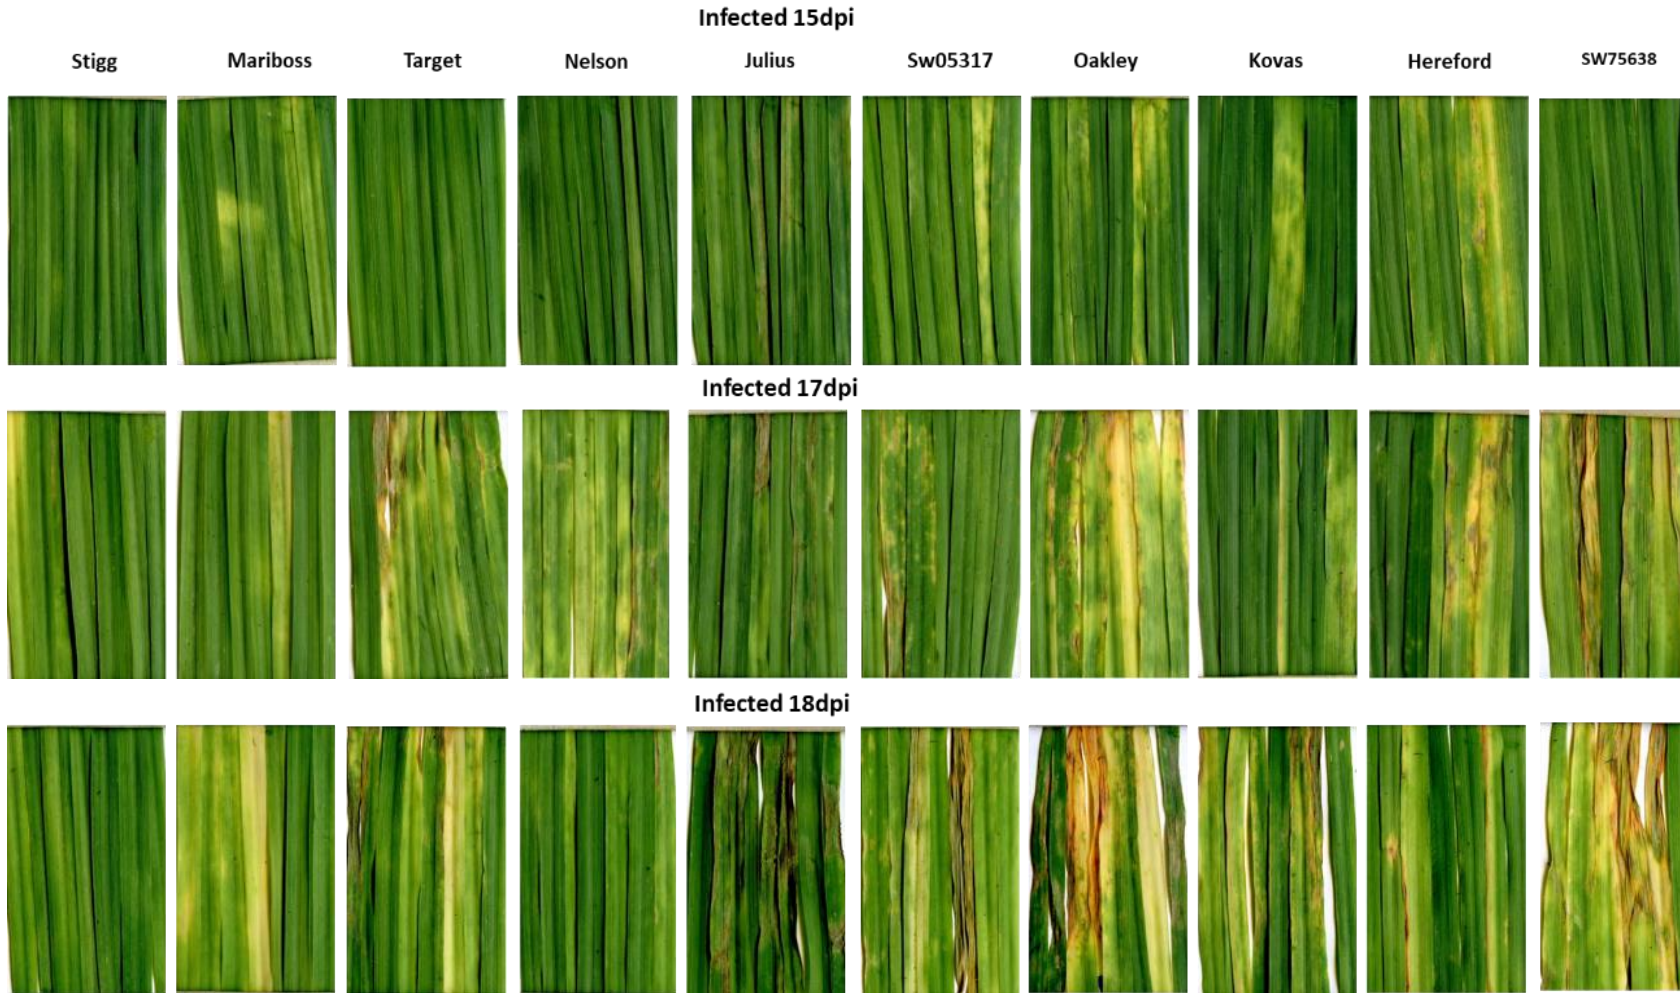 Infected 15dpi
Stigg Mariboss Target Nelson Julius Sw05317 Oakley Kovas Hereford SW75638
Infected 17dpi
Infected 18dpi